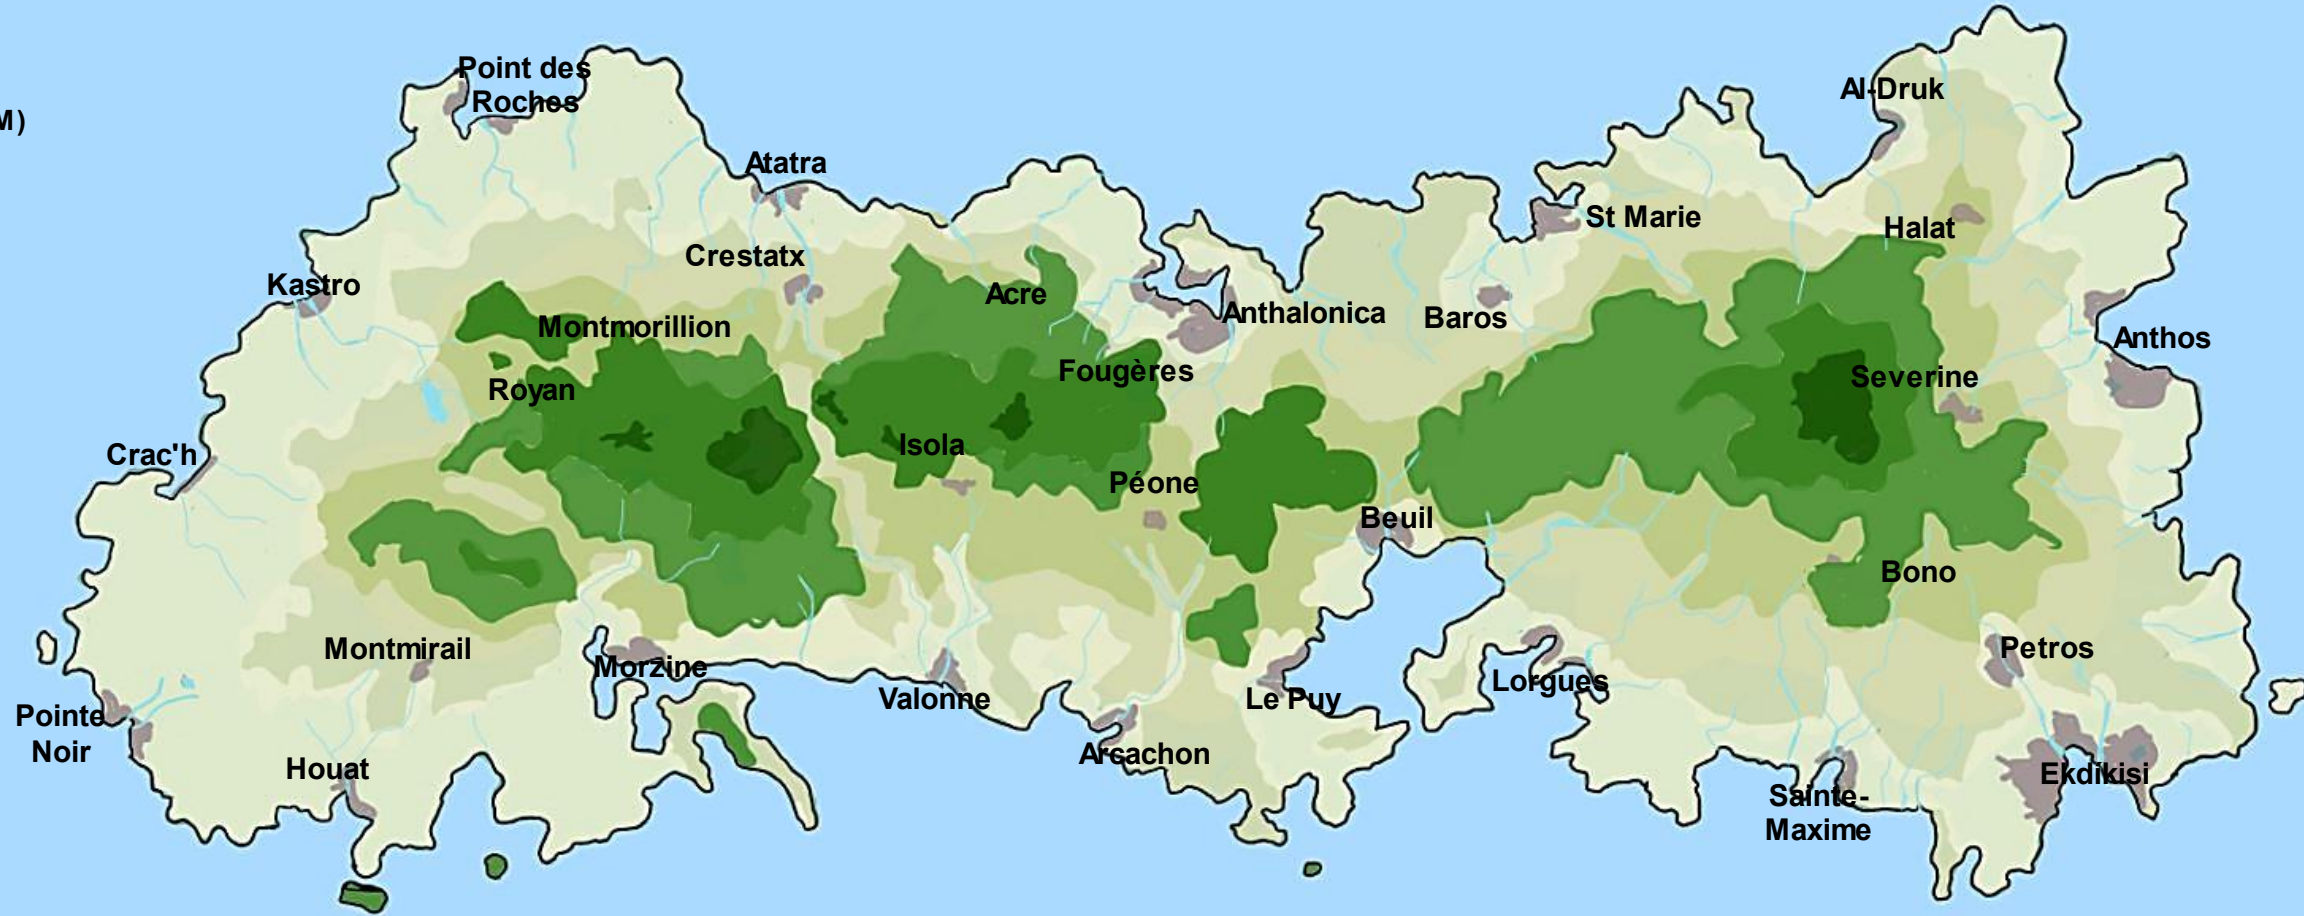 Point des
Roches
Al-Druk
M)
Atatra
St Marie
Halat
Crestatx
Kastro
Acre
Anthalonica
Baros
Montmorillion
Anthos
Fougères
Severine
Royan
Isola
Crac'h
Péone
Beuil
Bono
Montmirail
Petros
Morzine
Lorgues
Valonne
Le Puy
Pointe
Noir
Arcachon
Houat
Ekdikisi
Sainte-
Maxime